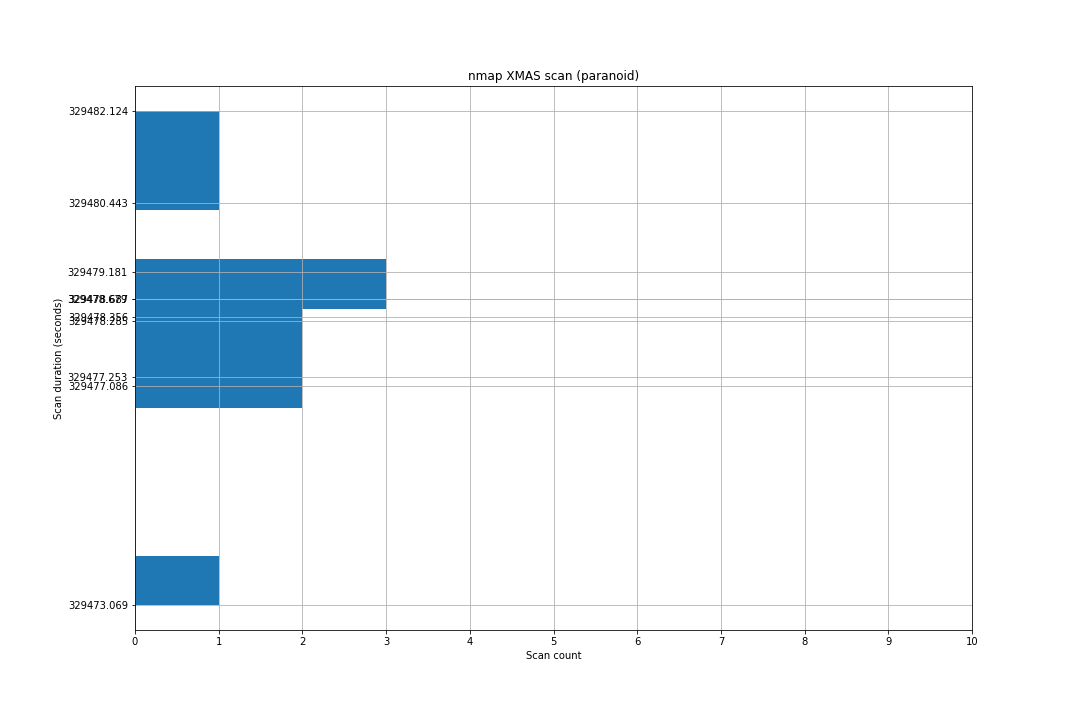 nmap XMAS scan (paranoid)
Scan duration (seconds)
329482.124
329480.443
329479.181
329478.356
329478.285
329477.253
329477.086
329473.069
0 1 2 3 4 5 6 7 8 9 10
Scan count